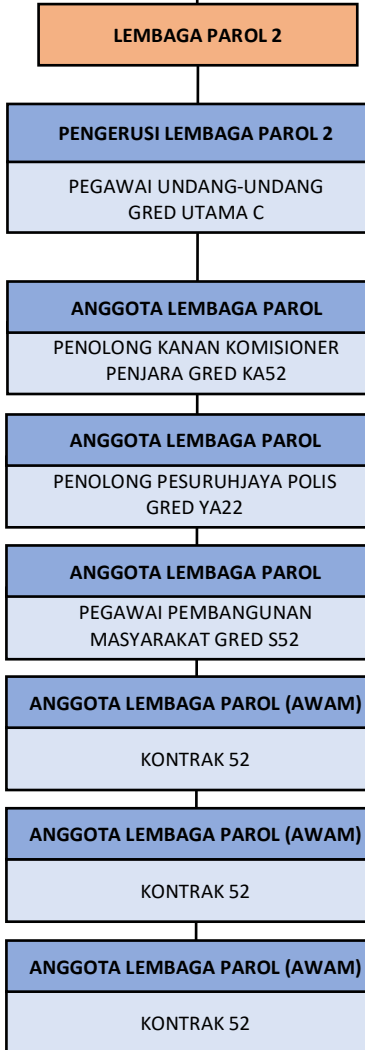 LEMBAGA PAROL 2
PENGERUSI LEMBAGA PAROL 2
PEGAWAI UNDANG-UNDANG
GRED UTAMA C
ANGGOTA LEMBAGA PAROL
PENOLONG KANAN KOMISIONER
PENJARA GRED KA52
ANGGOTA LEMBAGA PAROL
PENOLONG PESURUHJAYA POLIS
GRED YA22
ANGGOTA LEMBAGA PAROL
PEGAWAI PEMBANGUNAN
MASYARAKAT GRED S52
ANGGOTA LEMBAGA PAROL (AWAM)
KONTRAK 52
ANGGOTA LEMBAGA PAROL (AWAM)
KONTRAK 52
ANGGOTA LEMBAGA PAROL (AWAM)
KONTRAK 52